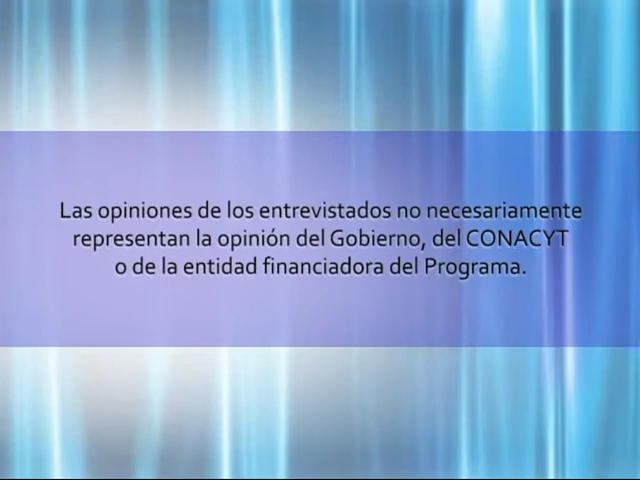 Las opiniones de los entrevistados no necesariamente
representan la opinión del Gobierno, del CONACYT
o de la entidad financiadora del Programa.